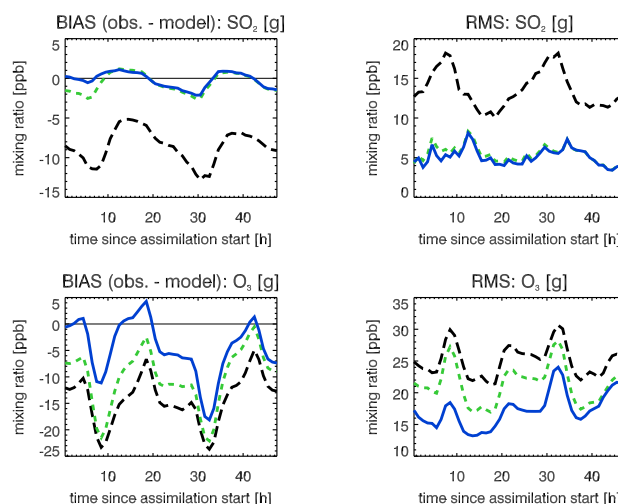 BIAS (obs. - model): SO₂ [g]
mixing ratio [ppb]
5
0
-5
-10
-15
10 20 30 40
time since assimilation start [h]
RMS: SO₂ [g]
mixing ratio [ppb]
20
15
10
5
0
10 20 30 40
time since assimilation start [h]
BIAS (obs. - model): O₃ [g]
mixing ratio [ppb]
0
-5
-10
-15
-20
-25
10 20 30 40
time since assimilation start [h]
RMS: O₃ [g]
mixing ratio [ppb]
35
30
25
20
15
10
10 20 30 40
time since assimilation start [h]